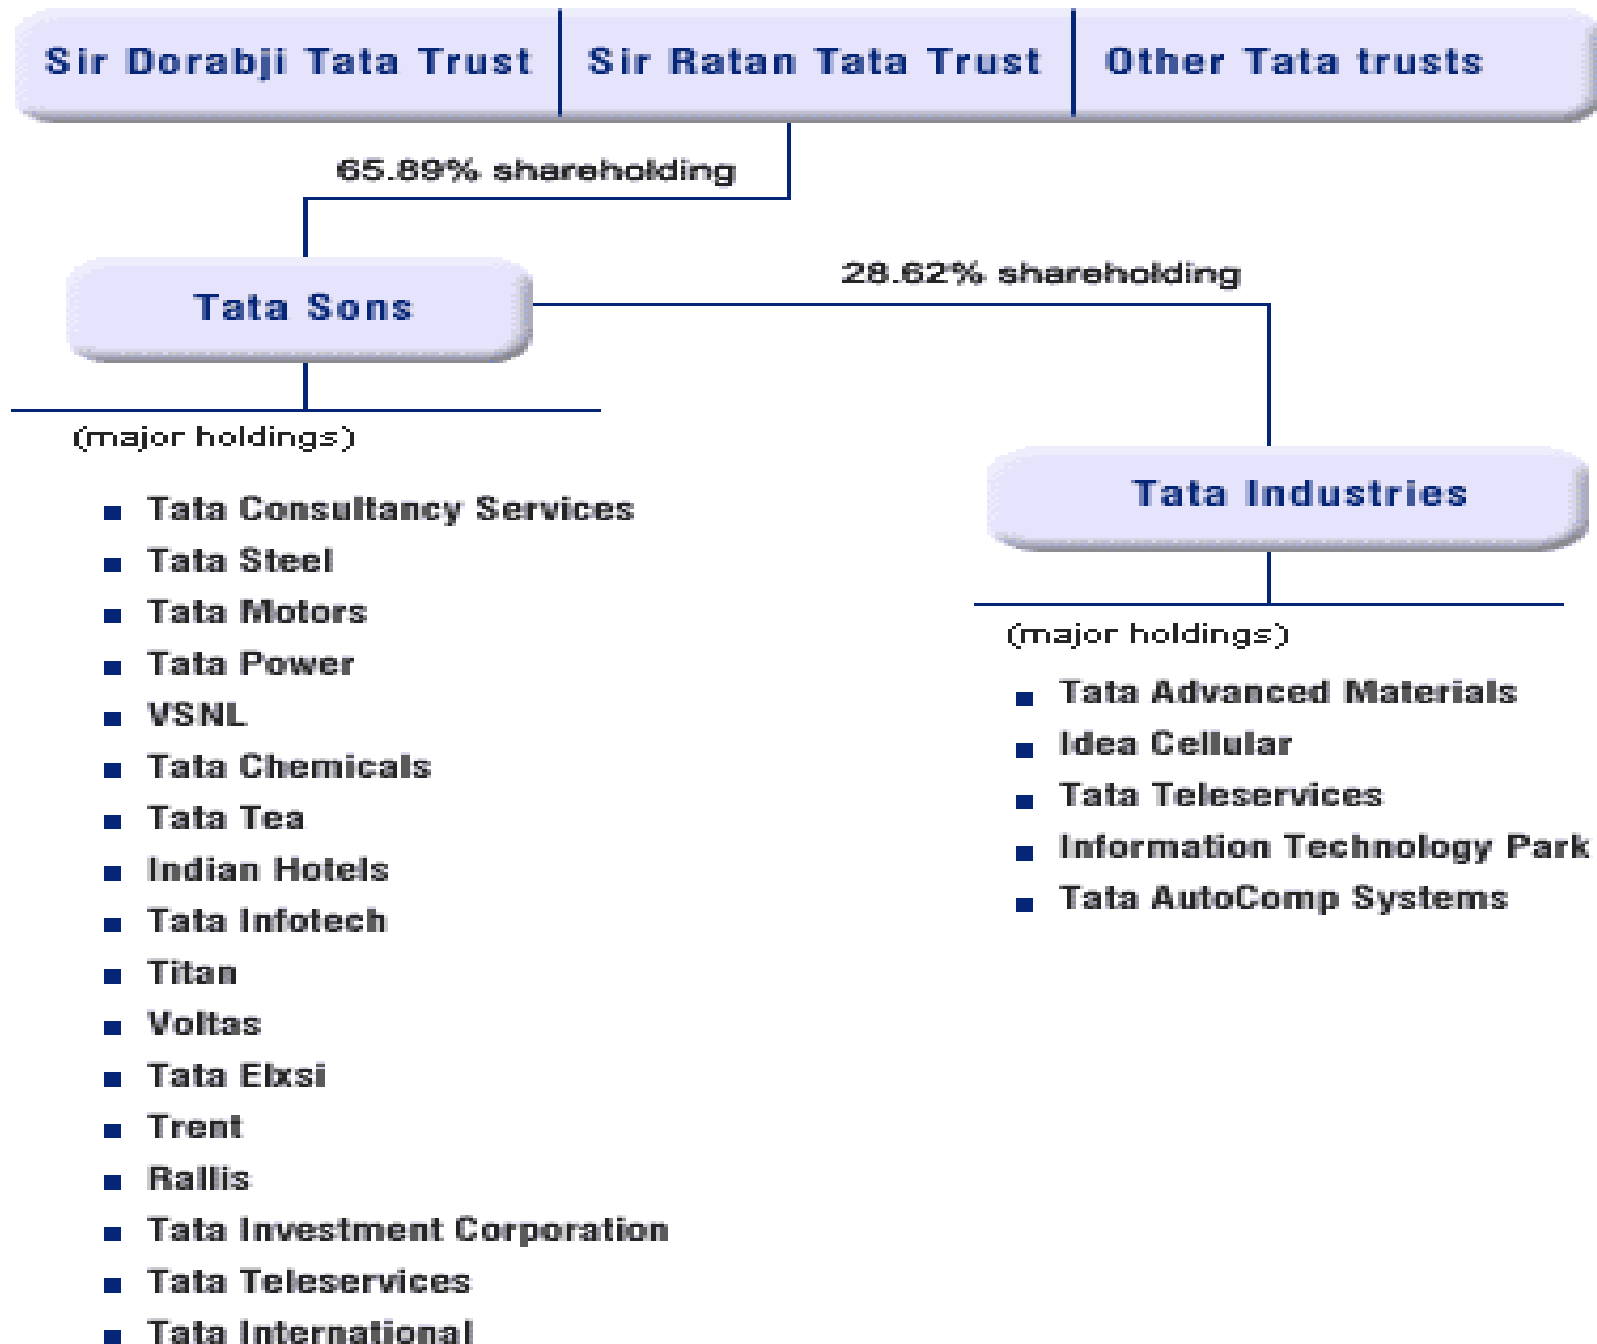 Sir Dorabji Tata Trust
Sir Ratan Tata Trust
Other Tata trusts
65.89% shareholding
Tata Sons
28.62% shareholding
(major holdings)
Tata Consultancy Services
Tata Steel
Tata Motors
Tata Power
VSNL
Tata Chemicals
Tata Tea
Indian Hotels
Tata Infotech
Titan
Voltas
Tata Elxsi
Trent
Rallis
Tata Investment Corporation
Tata Teleservices
Tata International
Tata Industries
(major holdings)
Tata Advanced Materials
Idea Cellular
Tata Teleservices
Information Technology Park
Tata AutoComp Systems